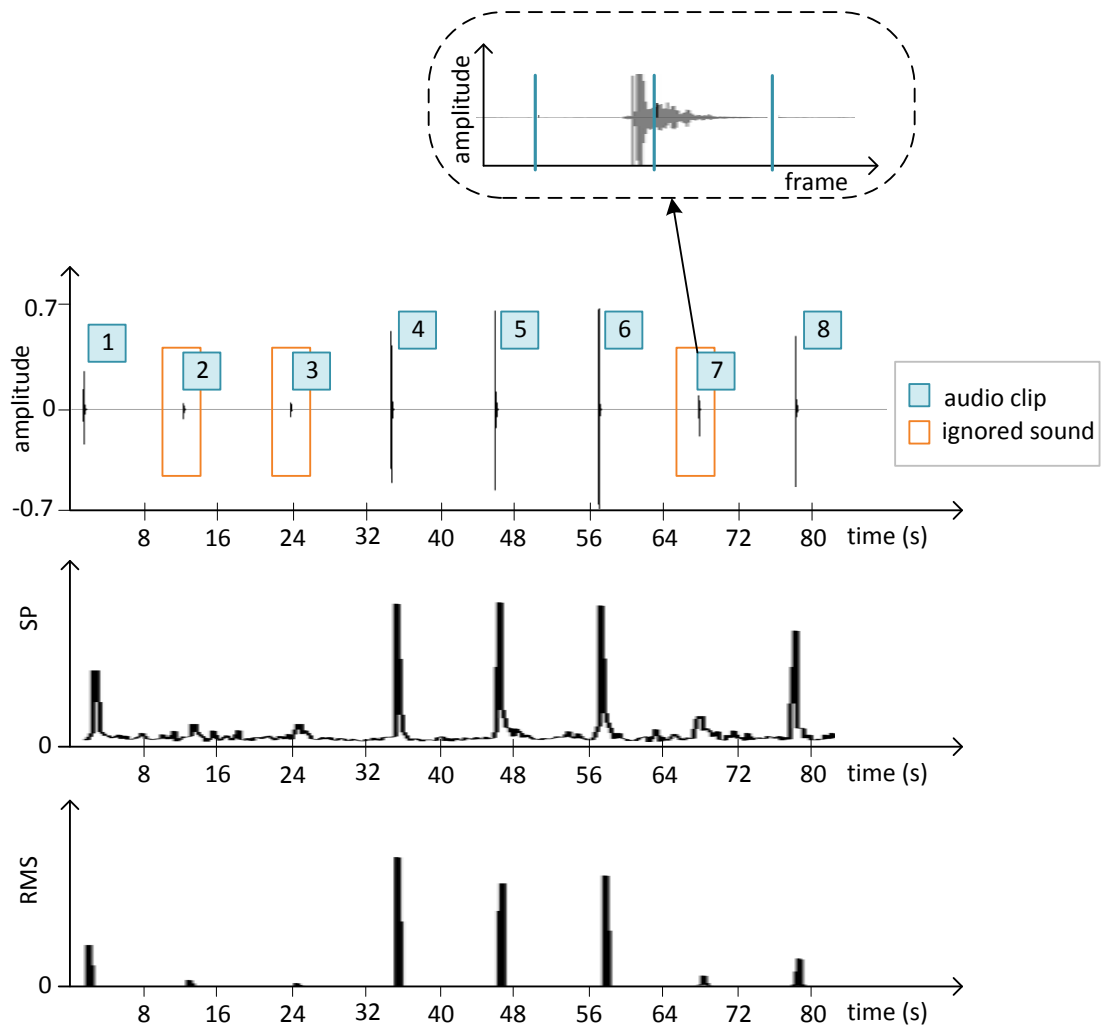 amplitude
frame
0.7
1
4
5
6
8
2
3
7
amplitude
0
audio clip
ignored sound
-0.7
8 16 24 32 40 48 56 64 72 80 time (s)
SP
0
8 16 24 32 40 48 56 64 72 80 time (s)
RMS
0
8 16 24 32 40 48 56 64 72 80 time (s)